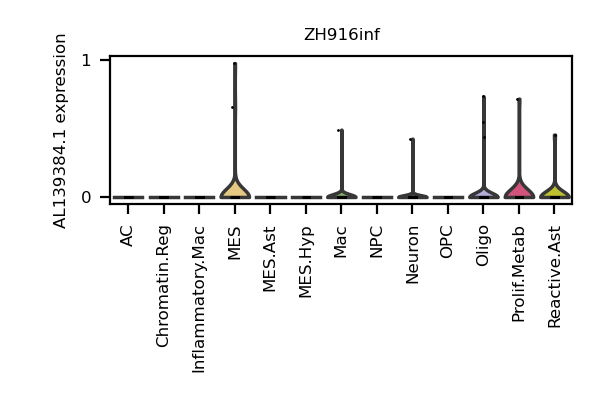 ZH916inf
AL139384.1 expression
1
0
AC
Chromatin.Reg
Inflammatory.Mac
MES
MES.Ast
MES.Hyp
Mac
NPC
Neuron
OPC
Oligo
Prolif.Metab
Reactive.Ast